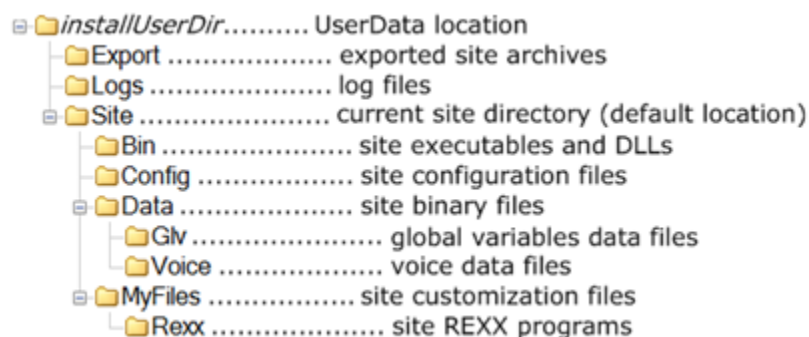 installUserDir.......... UserData location
Export .................... exported site archives
Logs ...................... log files
Site ....................... current site directory (default location)
Bin ....................... site executables and DLLs
Config ................... site configuration files
Data ..................... site binary files
Glv ....................... global variables data files
Voice .................... voice data files
MyFiles ................. site customization files
Rexx ..................... site REXX programs